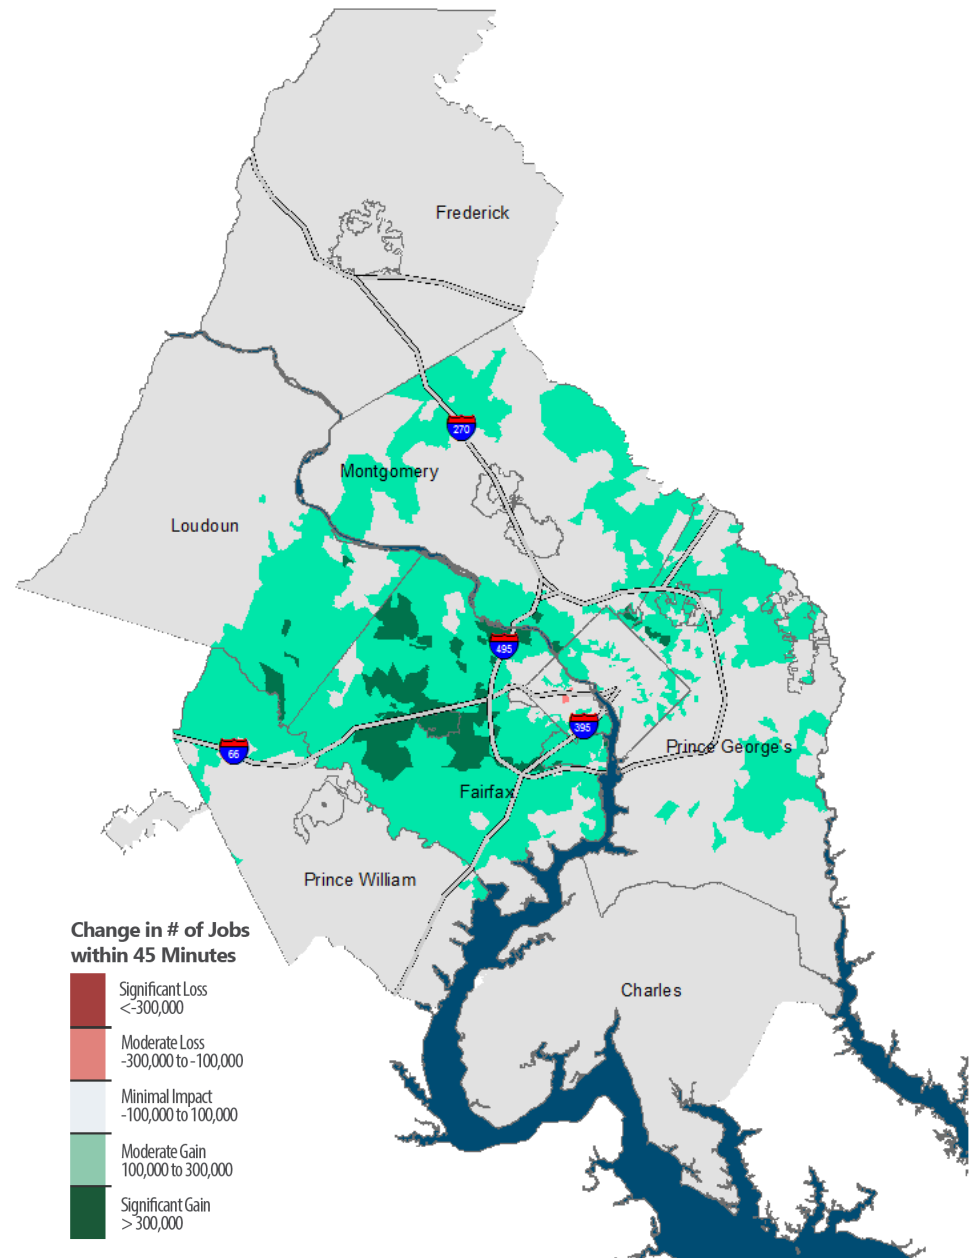 Frederick
270
Montgomery
Loudoun
495
395
66
Prince George's
Fairfax
Prince William
Charles
Change in # of Jobs
within 45 Minutes
Significant Loss
<-300,000
Moderate Loss
-300,000 to -100,000
Minimal Impact
-100,000 to 100,000
Moderate Gain
100,000 to 300,000
Significant Gain
> 300,000